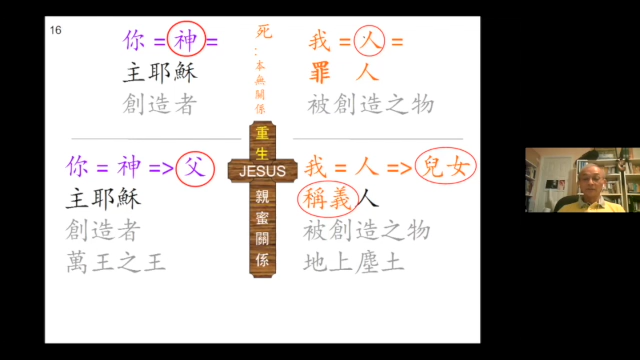 16
你 = 神 =
主耶穌
創造者
死
:
本無關係
我 = 人 =
罪 人
被創造之物
重生
JESUS
親蜜關係
你 = 神 => 父
主耶穌
創造者
萬王之王
我 = 人 => 兒女
稱義人
被創造之物
地上塵土